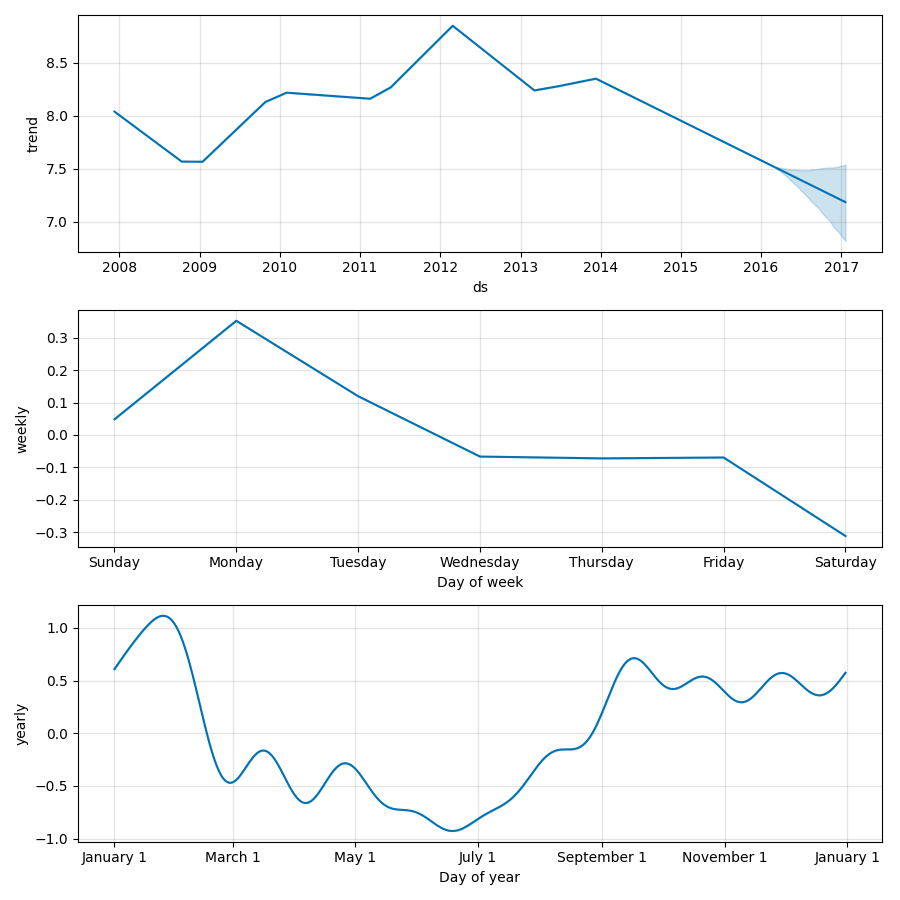 trend
8.5
8.0
7.5
7.0
2008 2009 2010 2011 2012 2013 2014 2015 2016 2017
ds
weekly
0.3
0.2
0.1
0.0
−0.1
−0.2
−0.3
Sunday Monday Tuesday Wednesday Thursday Friday Saturday
Day of week
yearly
1.0
0.5
0.0
−0.5
−1.0
January 1 March 1 May 1 July 1 September 1 November 1 January 1
Day of year